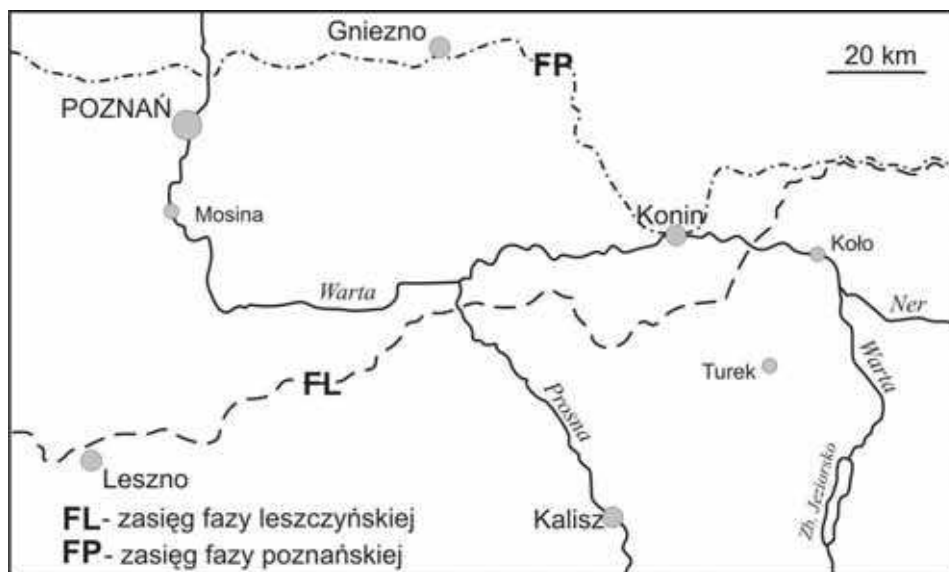 Gniezno
FP
20 km
POZNAŃ
Mosina
Konin
Koło
Warta
Ner
FL
Turek
Warta
Prosna
Leszno
Zb. Jeziorsko
Kalisz
FL - zasięg fazy leszczyńskiej
FP - zasięg fazy poznańskiej